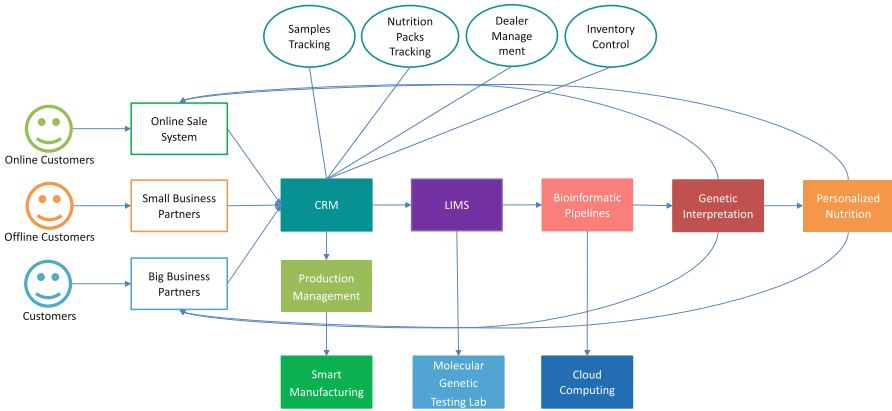 Samples
Tracking
Nutrition
Packs
Tracking
Dealer
Manage
ment
Inventory
Control
Online Customers
Online Sale
System
Offline Customers
Small Business
Partners
CRM
LIMS
Bioinformatic
Pipelines
Genetic
Interpretation
Personalized
Nutrition
Customers
Big Business
Partners
Production
Management
Smart
Manufacturing
Molecular
Genetic
Testing Lab
Cloud
Computing